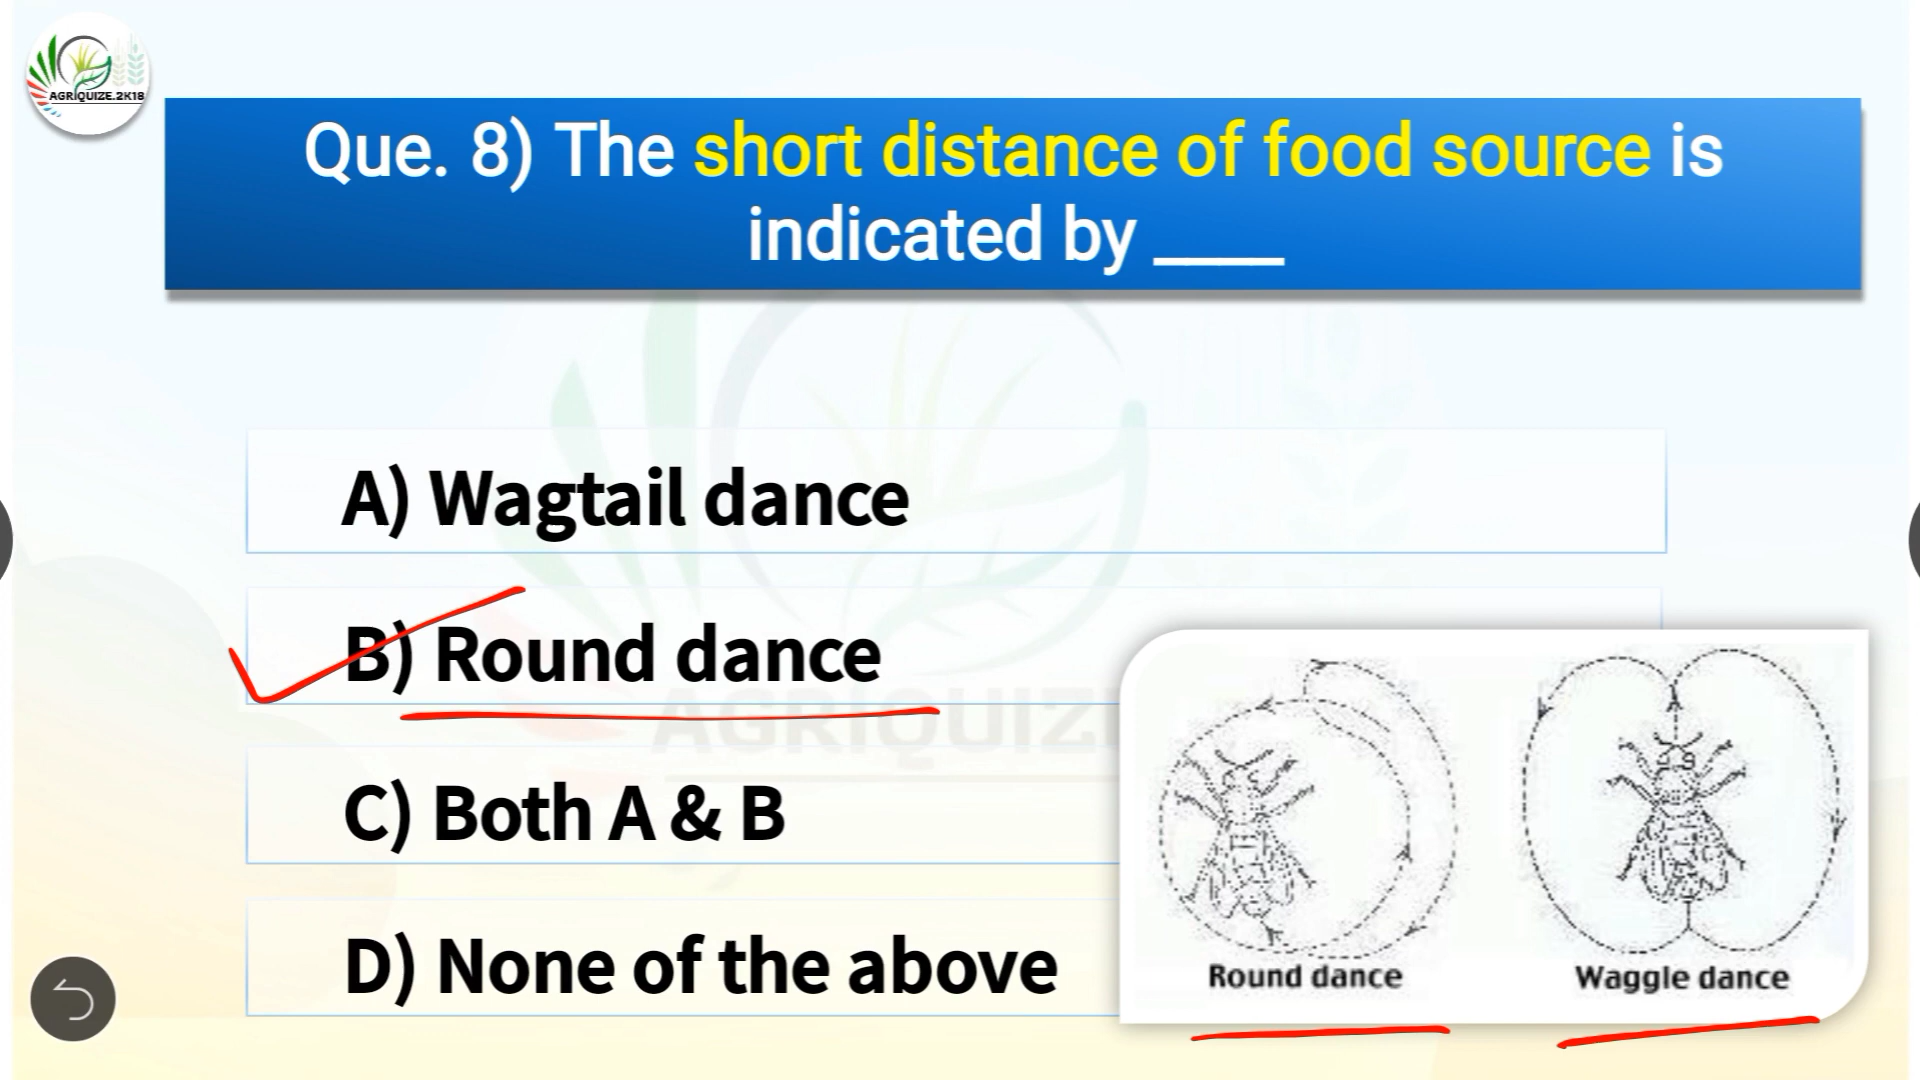 AGRIQUIZE.2K18
Que. 8) The short distance of food source is
indicated by ____
A) Wagtail dance
B) Round dance
C) Both A & B
D) None of the above
AGRIQUIZ
Round dance
Waggle dance